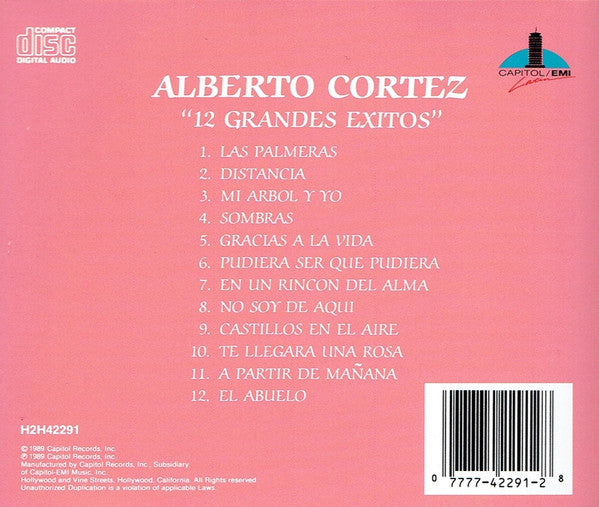 COMPACT
disc
DIGITAL AUDIO
CAPITOL/EMI
Latin
ALBERTO CORTEZ
"12 GRANDES EXITOS"
1. LAS PALMERAS
2. DISTANCIA
3. MI ARBOL Y YO
4. SOMBRAS
5. GRACIAS A LA VIDA
6. PUDIERA SER QUE PUDIERA
7. EN UN RINCON DEL ALMA
8. NO SOY DE AQUI
9. CASTILLOS EN EL AIRE
10. TE LLEGARA UNA ROSA
11. A PARTIR DE MAÑANA
12. EL ABUELO
H2H42291
© 1989 Capitol Records, Inc.
℗ 1989 Capitol Records, Inc.
Manufactured by Capitol Records, Inc., Subsidiary
of Capitol-EMI Music, Inc.
Hollywood and Vine Streets, Hollywood, California. All Rights reserved
Unauthorized Duplication is a violation of applicable Laws.
0 7777-42291-2 8